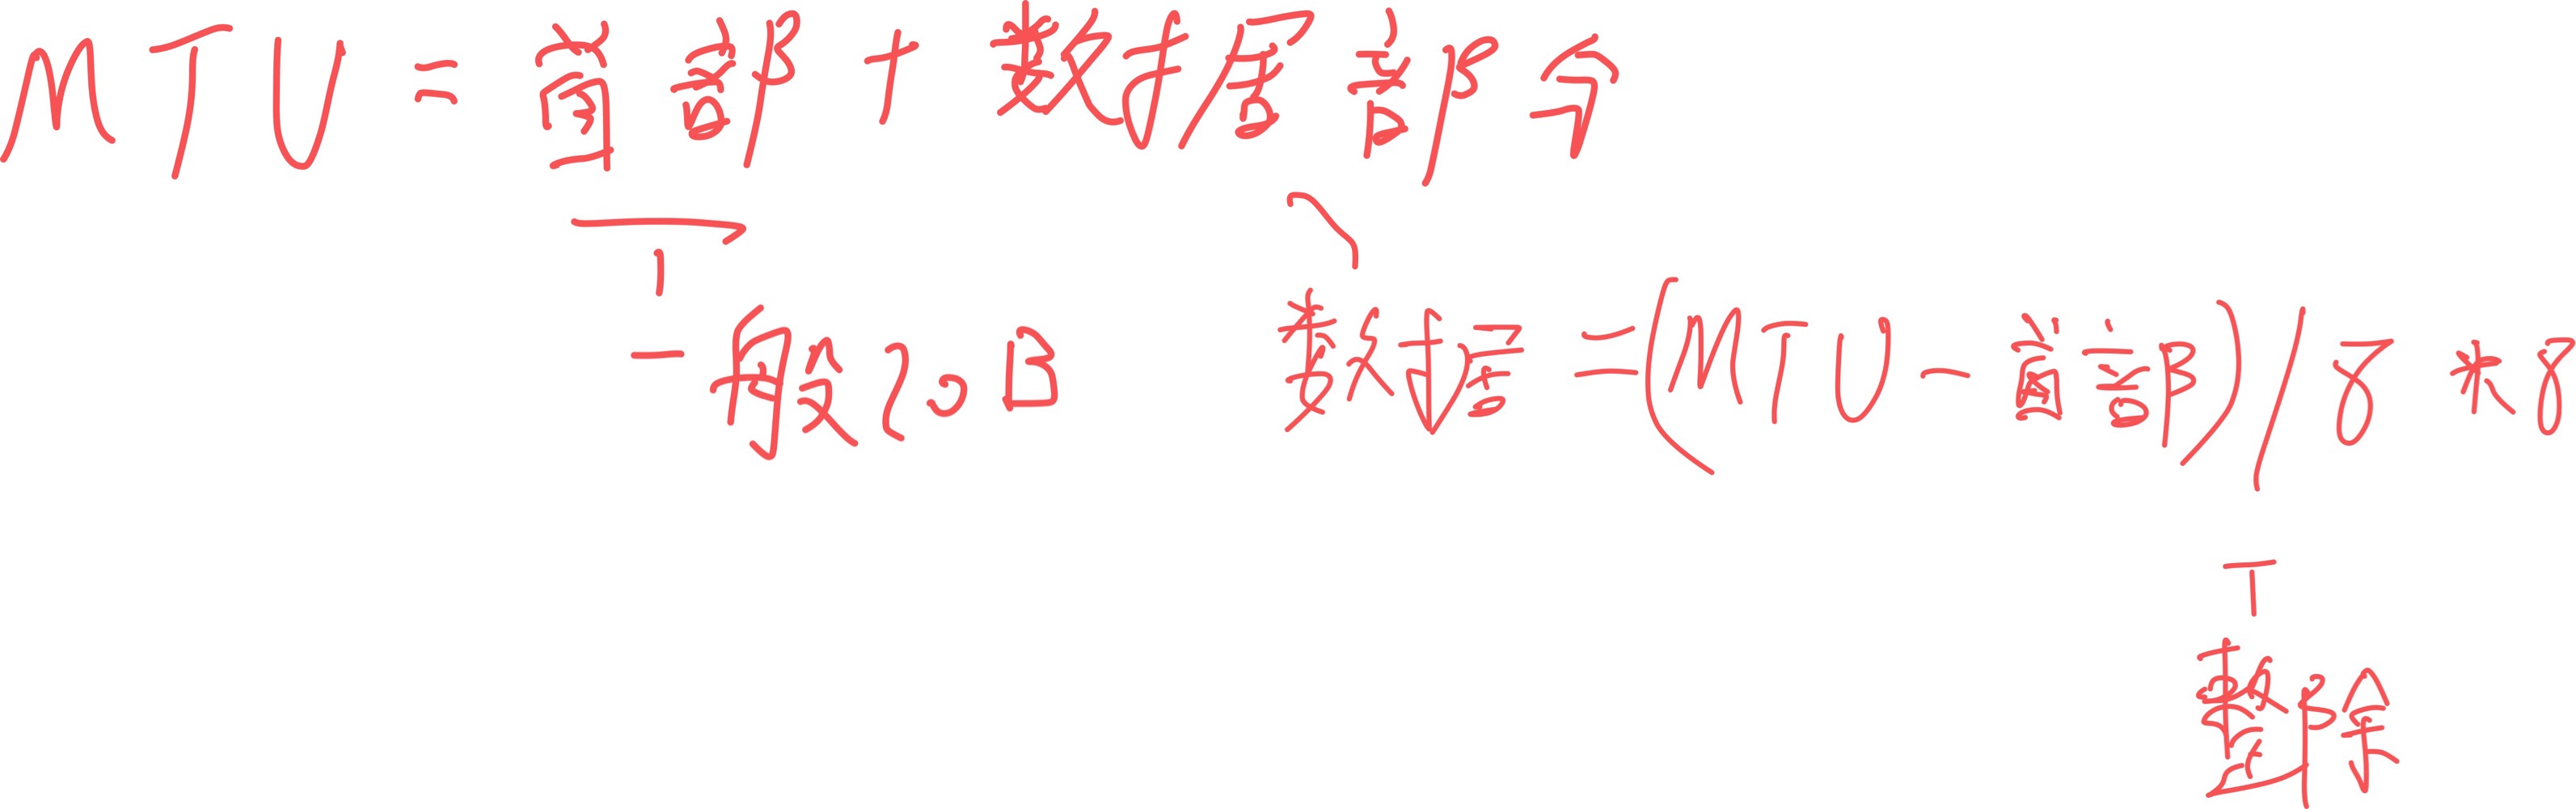 MTU = 首部 + 数据部分
一般20B 数据 = (MTU - 首部) / 8 * 8
整除